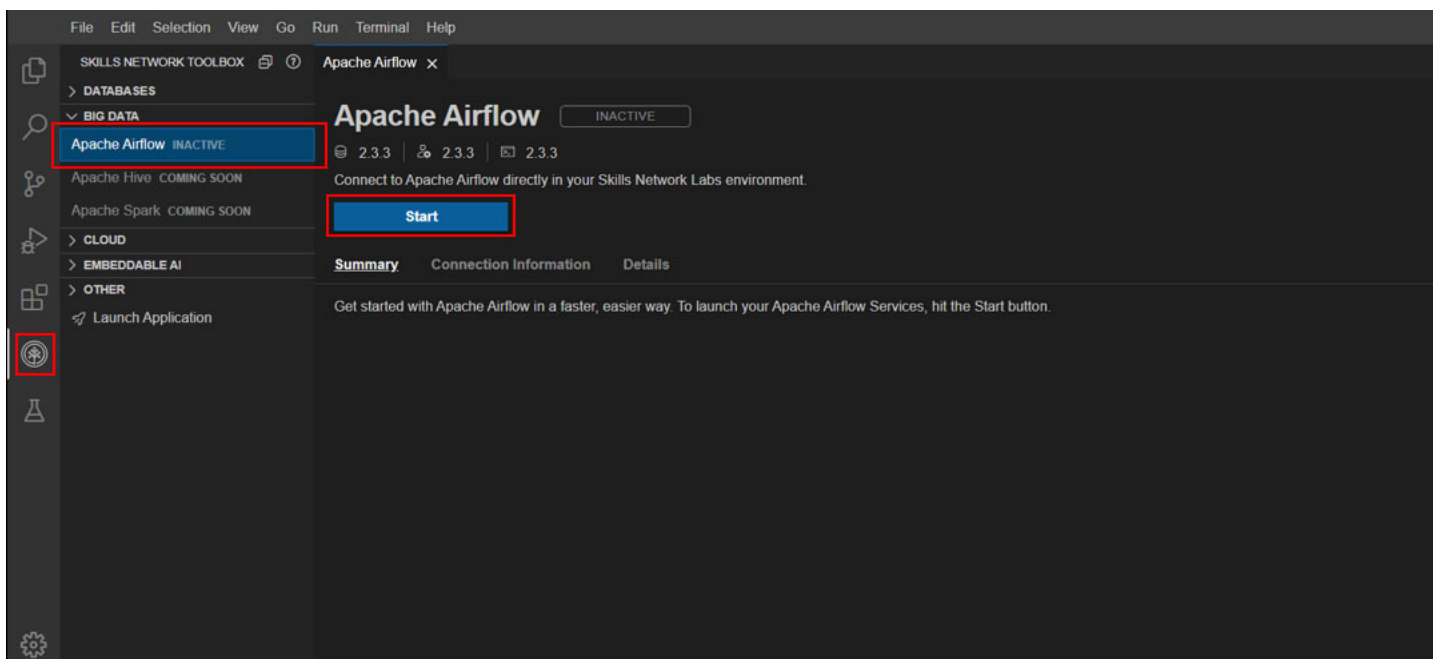 File Edit Selection View Go Run Terminal Help
SKILLS NETWORK TOOLBOX
DATABASES
BIG DATA
Apache Airflow INACTIVE
Apache Hive COMING SOON
Apache Spark COMING SOON
CLOUD
EMBEDDABLE AI
OTHER
Launch Application
Apache Airflow
Apache Airflow INACTIVE
2.3.3 2.3.3 2.3.3
Connect to Apache Airflow directly in your Skills Network Labs environment.
Start
Summary Connection Information Details
Get started with Apache Airflow in a faster, easier way. To launch your Apache Airflow Services, hit the Start button.